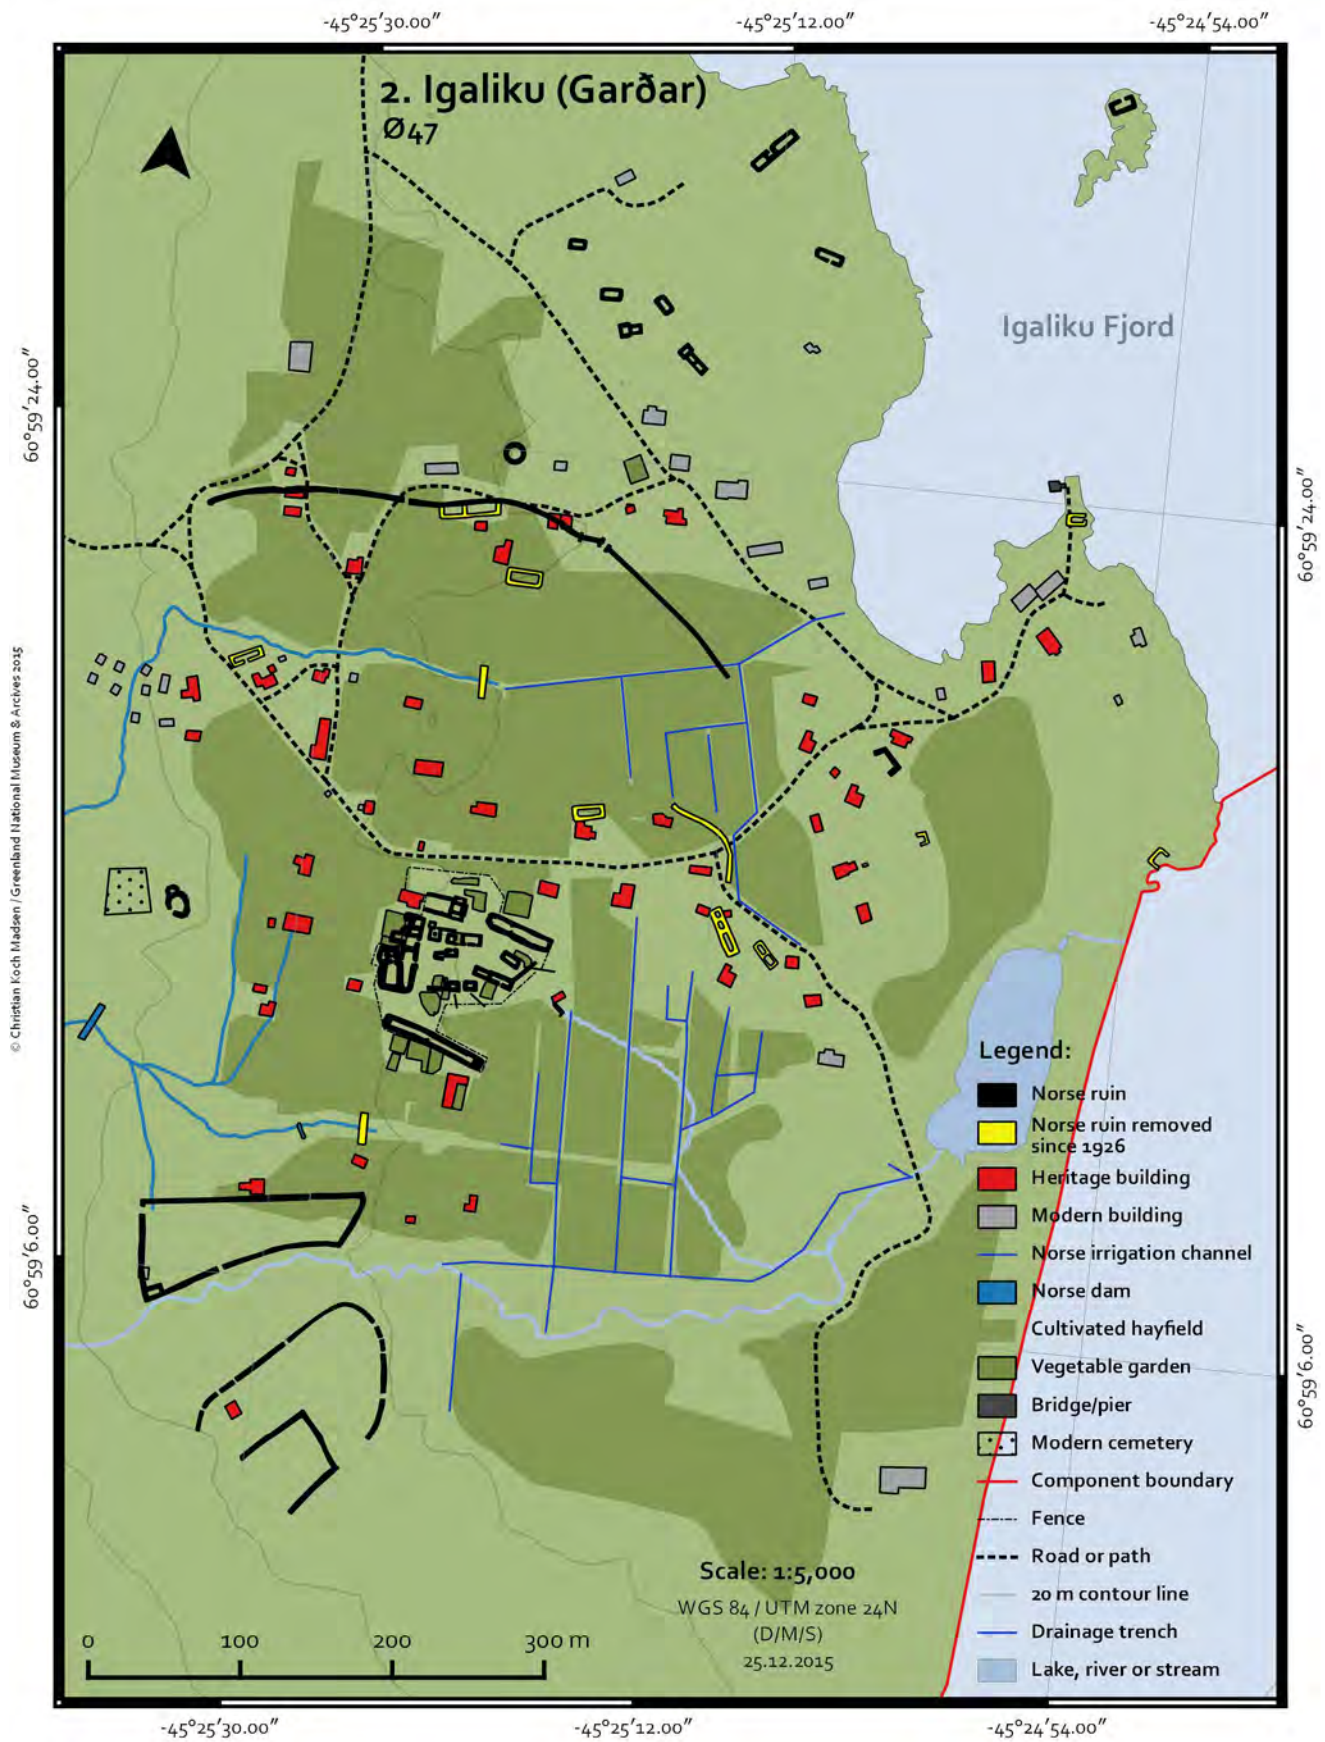 -45°25'30.00"
-45°25'12.00"
-45°24'54.00"
2. Igaliku (Garðar)
Ø47
Igaliku Fjord
60°59'24.00"
60°59'24.00"
© Christian Koch Madsen / Greenland National Museum & Arcives 2015
60°59'6.00"
60°59'6.00"
Legend:
Norse ruin
Norse ruin removed
since 1926
Heritage building
Modern building
Norse irrigation channel
Norse dam
Cultivated hayfield
Vegetable garden
Bridge/pier
Modern cemetery
Component boundary
Fence
Road or path
20 m contour line
Drainage trench
Lake, river or stream
Scale: 1:5,000
WGS 84 / UTM zone 24N
(D/M/S)
25.12.2015
0 100 200 300 m
-45°25'30.00"
-45°25'12.00"
-45°24'54.00"